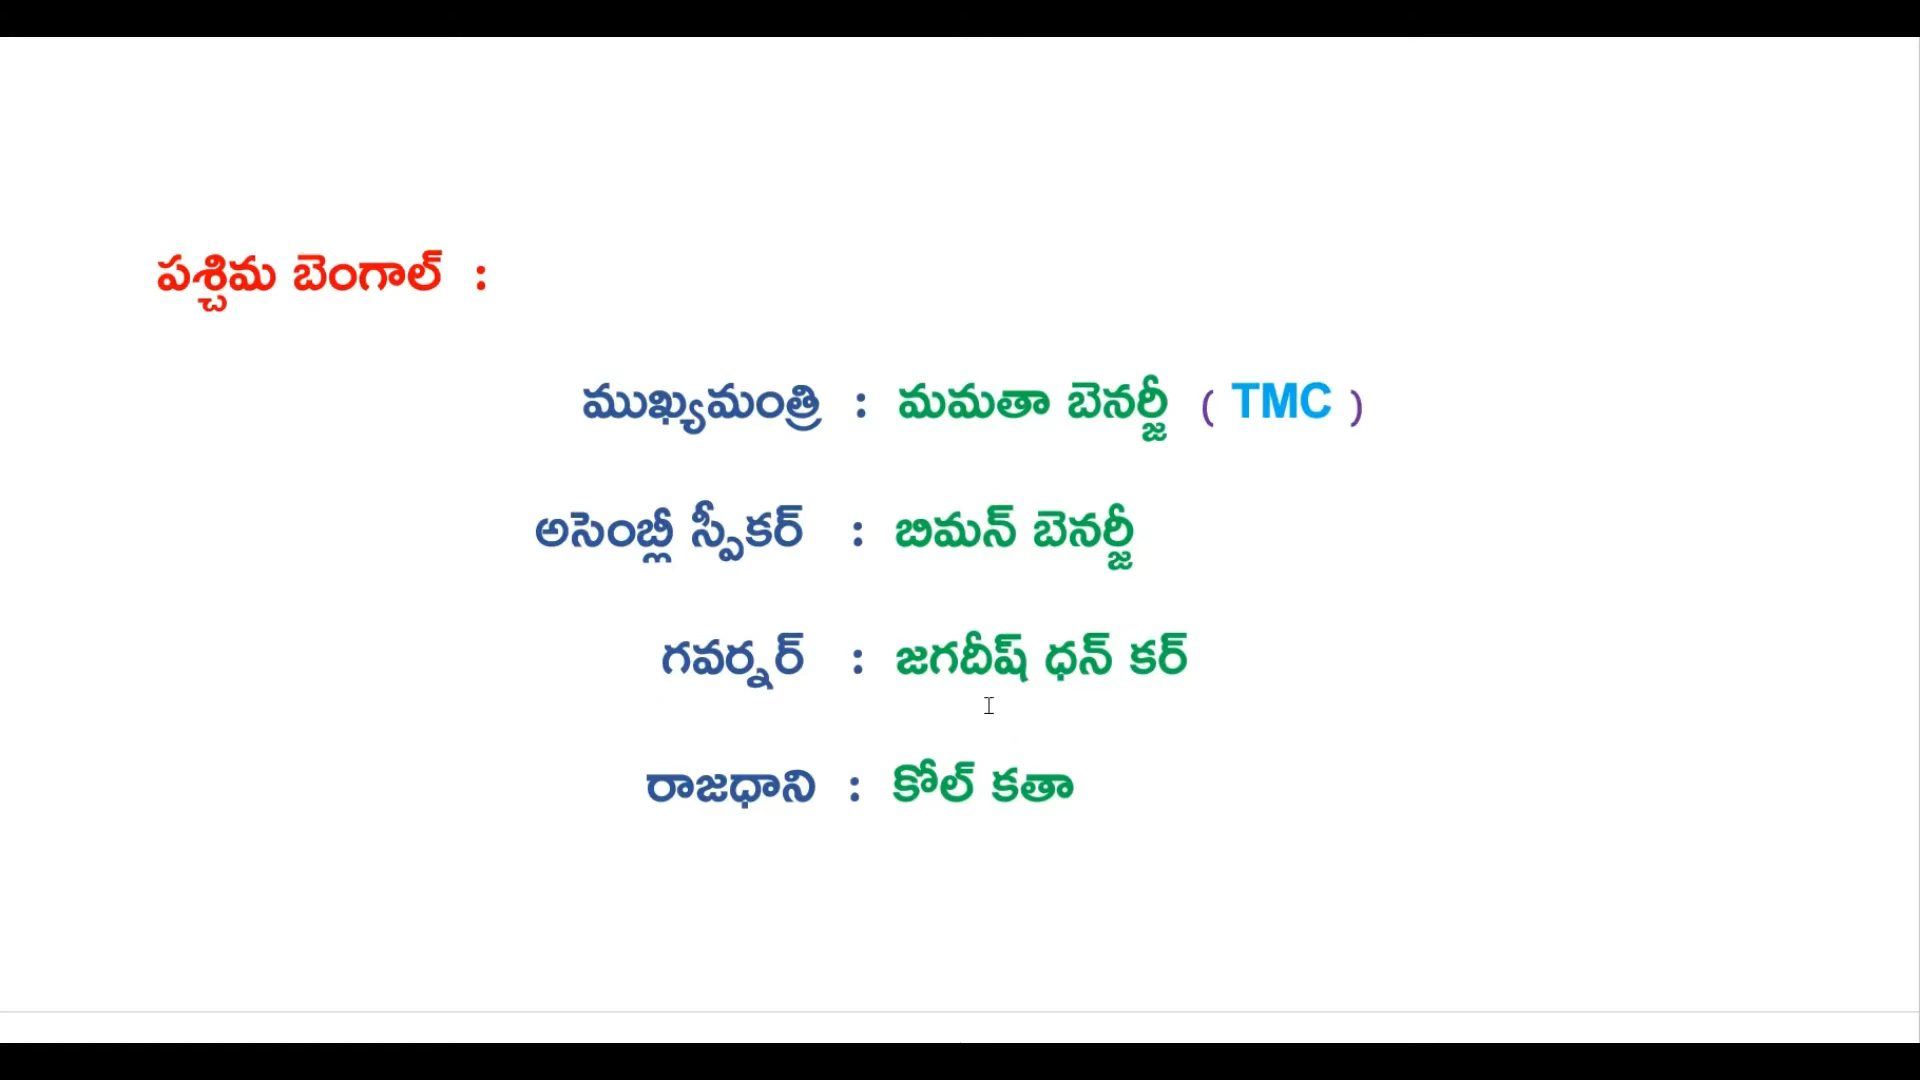 పశ్చిమ బెంగాల్ :
ముఖ్యమంత్రి : మమతా బెనర్జీ ( TMC )
అసెంబ్లీ స్పీకర్ : బిమన్ బెనర్జీ
గవర్నర్ : జగదీష్ ధన్ కర్
రాజధాని : కోల్ కతా